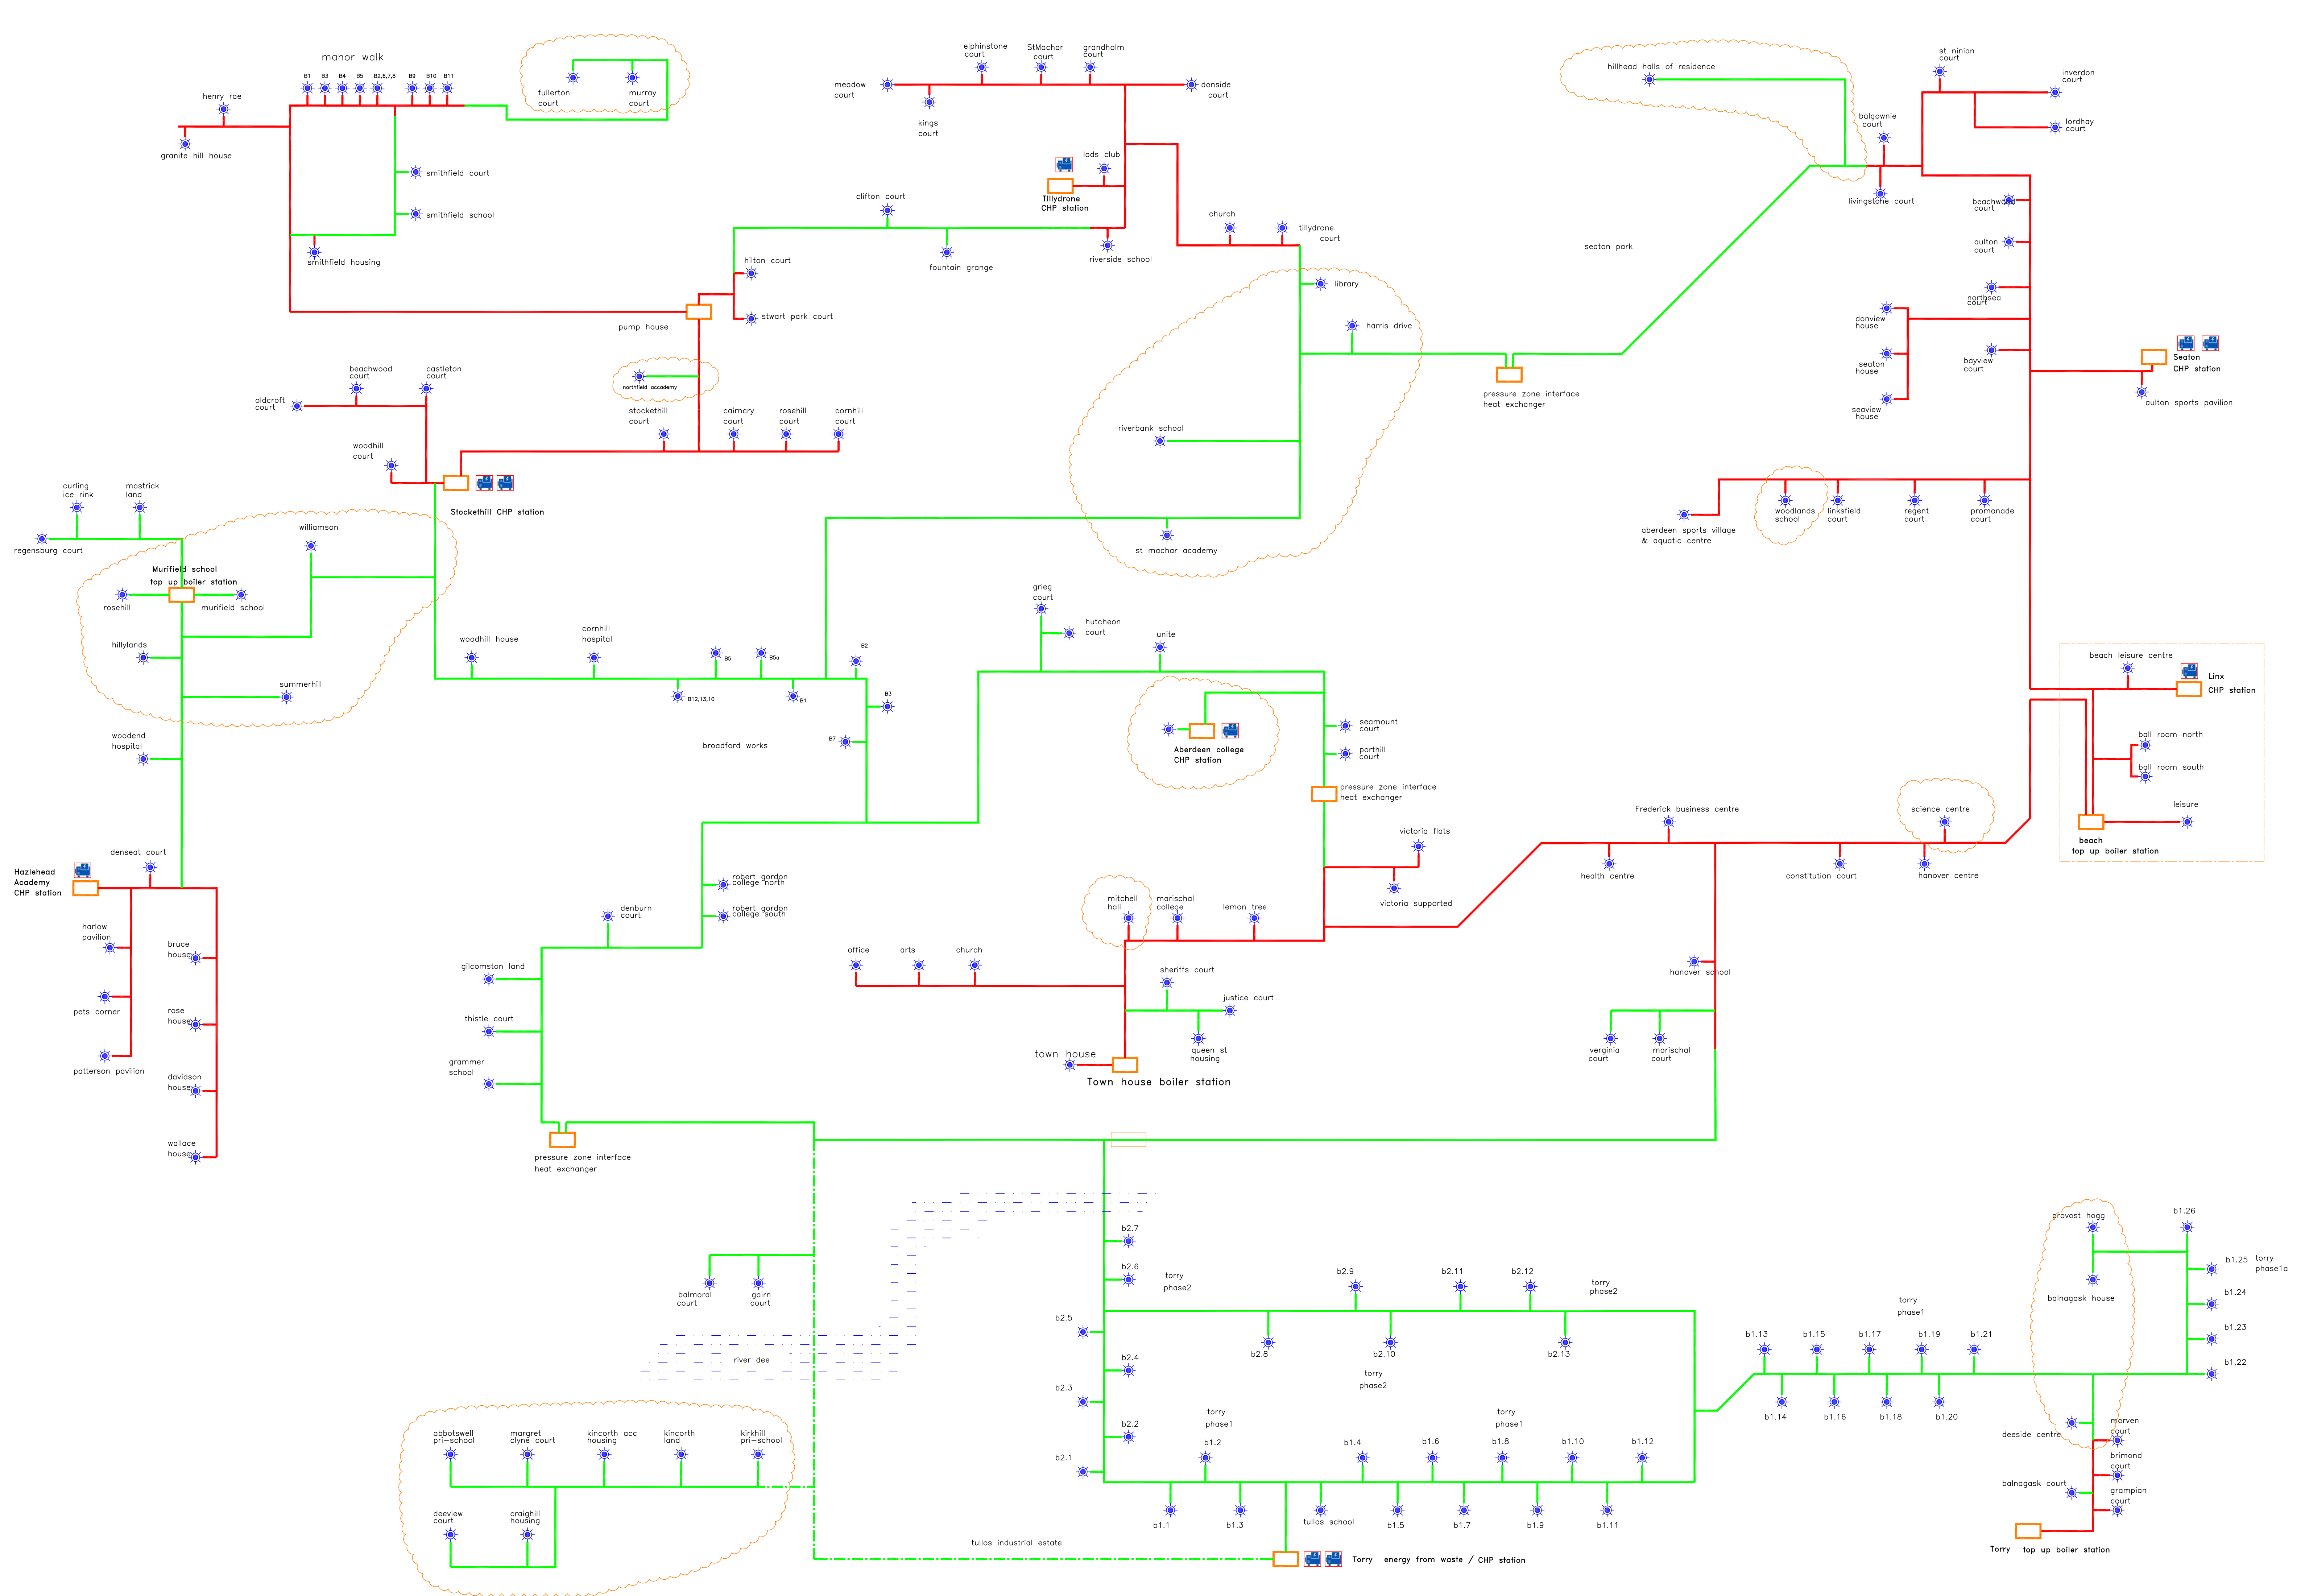 manor walk
B1
B3
B4
B5
B2,6,7,8
B9
B10
B11
henry rae
granite hill house
fullerton
court
murray
court
smithfield court
smithfield school
smithfield housing
elphinstone
court
StMachar
court
grandholm
court
meadow
court
kings
court
donside
court
lads club
Tillydrone
CHP station
clifton court
fountain grange
riverside school
church
tillydrone
court
hilton court
stwart park court
pump house
northfield accademy
library
harris drive
riverbank school
st machar academy
pressure zone interface
heat exchanger
seaton park
hillhead halls of residence
st ninian
court
inverdon
court
lordhay
court
balgownie
court
livingstone court
beachwood
court
aulton
court
northsea
court
donview
house
seaton
house
seaview
house
bayview
court
Seaton
CHP station
aulton sports pavilion
aberdeen sports village
& aquatic centre
woodlands
school
linksfield
court
regent
court
promonade
court
beachwood
court
castleton
court
oldcroft
court
woodhill
court
stockethill
court
cairncry
court
rosehill
court
cornhill
court
Stockethill CHP station
curling
ice rink
mastrick
land
regensburg court
williamson
Murifield school
top up boiler station
rosehill
murifield school
hillylands
summerhill
woodend
hospital
woodhill house
cornhill
hospital
B5
B5a
B2
B12,13,10
B1
B3
B7
broadford works
grieg
court
hutcheon
court
unite
Aberdeen college
CHP station
seamount
court
porthill
court
pressure zone interface
heat exchanger
beach leisure centre
Linx
CHP station
ball room north
ball room south
leisure
beach
top up boiler station
Frederick business centre
science centre
health centre
constitution court
hanover centre
victoria flats
victoria supported
hanover school
verginia
court
marischal
court
Hazlehead
Academy
CHP station
denseat court
harlow
pavilion
pets corner
patterson pavilion
bruce
house
rose
house
davidson
house
wallace
house
robert gordon
college north
robert gordon
college south
denburn
court
gilcomston land
thistle court
grammer
school
pressure zone interface
heat exchanger
office
arts
church
mitchell
hall
marischal
college
lemon tree
sheriffs court
justice court
queen st
housing
town house
Town house boiler station
balmoral
court
gairn
court
river dee
abbotswell
pri-school
margret
clyne court
kincorth acc
housing
kincorth
land
kirkhill
pri-school
deeview
court
craighill
housing
tullos industrial estate
b2.7
b2.6
b2.5
b2.4
b2.3
b2.2
b2.1
torry
phase2
b2.9
b2.11
b2.12
torry
phase2
b2.8
b2.10
b2.13
torry
phase2
torry
phase1
torry
phase1
b1.2
b1.4
b1.6
b1.8
b1.10
b1.12
b1.1
b1.3
tullos school
b1.5
b1.7
b1.9
b1.11
Torry energy from waste / CHP station
b1.13
b1.15
b1.17
b1.19
b1.21
torry
phase1
b1.14
b1.16
b1.18
b1.20
provost hogg
balnagask house
b1.26
b1.25
torry
phase1a
b1.24
b1.23
b1.22
deeside centre
morven
court
brimond
court
balnagask court
grampian
court
Torry top up boiler station